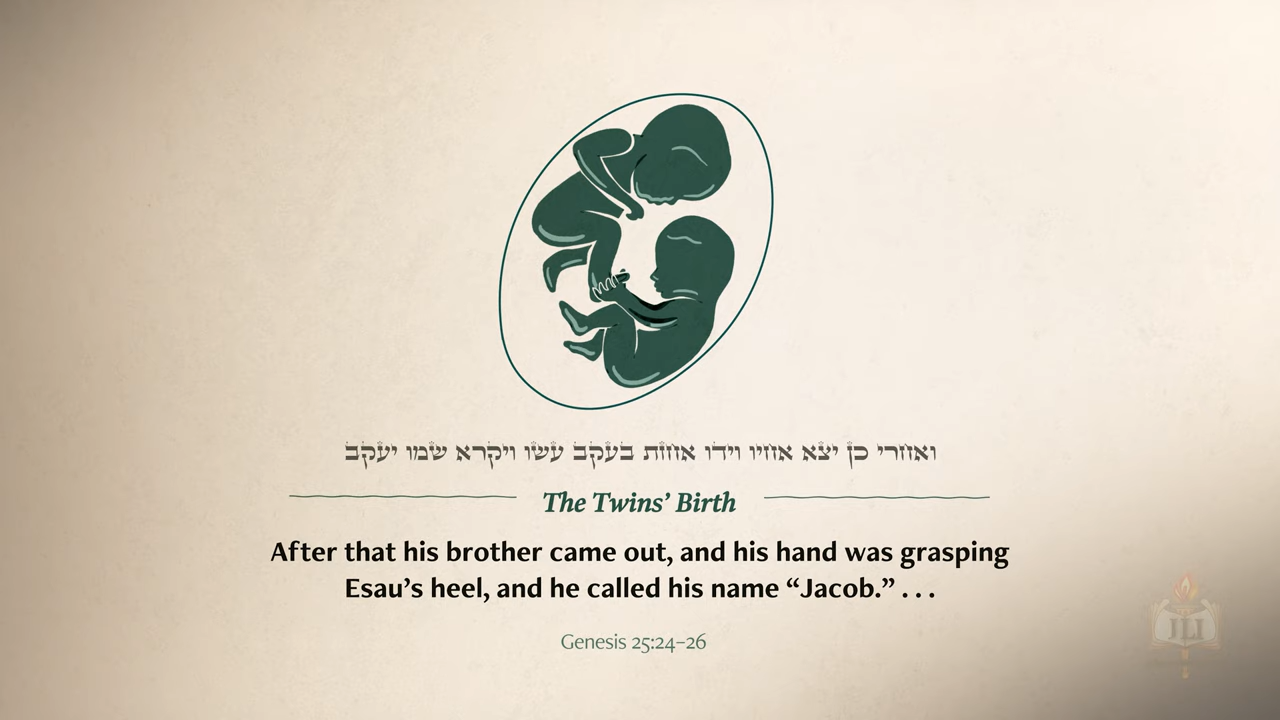 ואחרי כן יצא אחיו וידו אחזת בעקב עשו ויקרא שמו יעקב
The Twins’ Birth
After that his brother came out, and his hand was grasping
Esau’s heel, and he called his name “Jacob.” . . .
Genesis 25:24–26
JLI